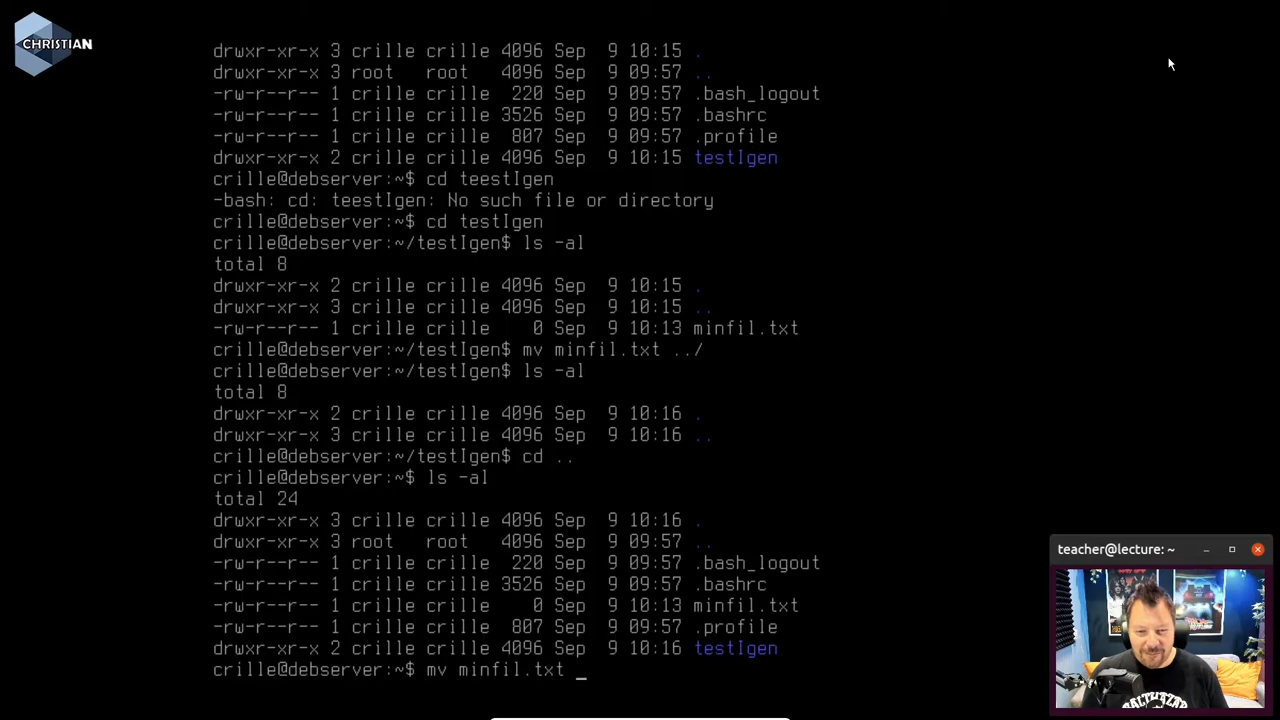 CHRISTIAN
drwxr-xr-x 3 crille crille 4096 Sep  9 10:15 .
drwxr-xr-x 3 root   root   4096 Sep  9 09:57 ..
-rw-r--r-- 1 crille crille  220 Sep  9 09:57 .bash_logout
-rw-r--r-- 1 crille crille 3526 Sep  9 09:57 .bashrc
-rw-r--r-- 1 crille crille  807 Sep  9 09:57 .profile
drwxr-xr-x 2 crille crille 4096 Sep  9 10:15 testIgen
crille@debserver:~$ cd teestIgen
-bash: cd: teestIgen: No such file or directory
crille@debserver:~$ cd testIgen
crille@debserver:~/testIgen$ ls -al
total 8
drwxr-xr-x 2 crille crille 4096 Sep  9 10:15 .
drwxr-xr-x 3 crille crille 4096 Sep  9 10:15 ..
-rw-r--r-- 1 crille crille    0 Sep  9 10:13 minfil.txt
crille@debserver:~/testIgen$ mv minfil.txt ../
crille@debserver:~/testIgen$ ls -al
total 8
drwxr-xr-x 2 crille crille 4096 Sep  9 10:16 .
drwxr-xr-x 3 crille crille 4096 Sep  9 10:16 ..
crille@debserver:~/testIgen$ cd ..
crille@debserver:~$ ls -al
total 24
drwxr-xr-x 3 crille crille 4096 Sep  9 10:16 .
drwxr-xr-x 3 root   root   4096 Sep  9 09:57 ..
-rw-r--r-- 1 crille crille  220 Sep  9 09:57 .bash_logout
-rw-r--r-- 1 crille crille 3526 Sep  9 09:57 .bashrc
-rw-r--r-- 1 crille crille    0 Sep  9 10:13 minfil.txt
-rw-r--r-- 1 crille crille  807 Sep  9 09:57 .profile
drwxr-xr-x 2 crille crille 4096 Sep  9 10:16 testIgen
crille@debserver:~$ mv minfil.txt _
teacher@lecture: ~